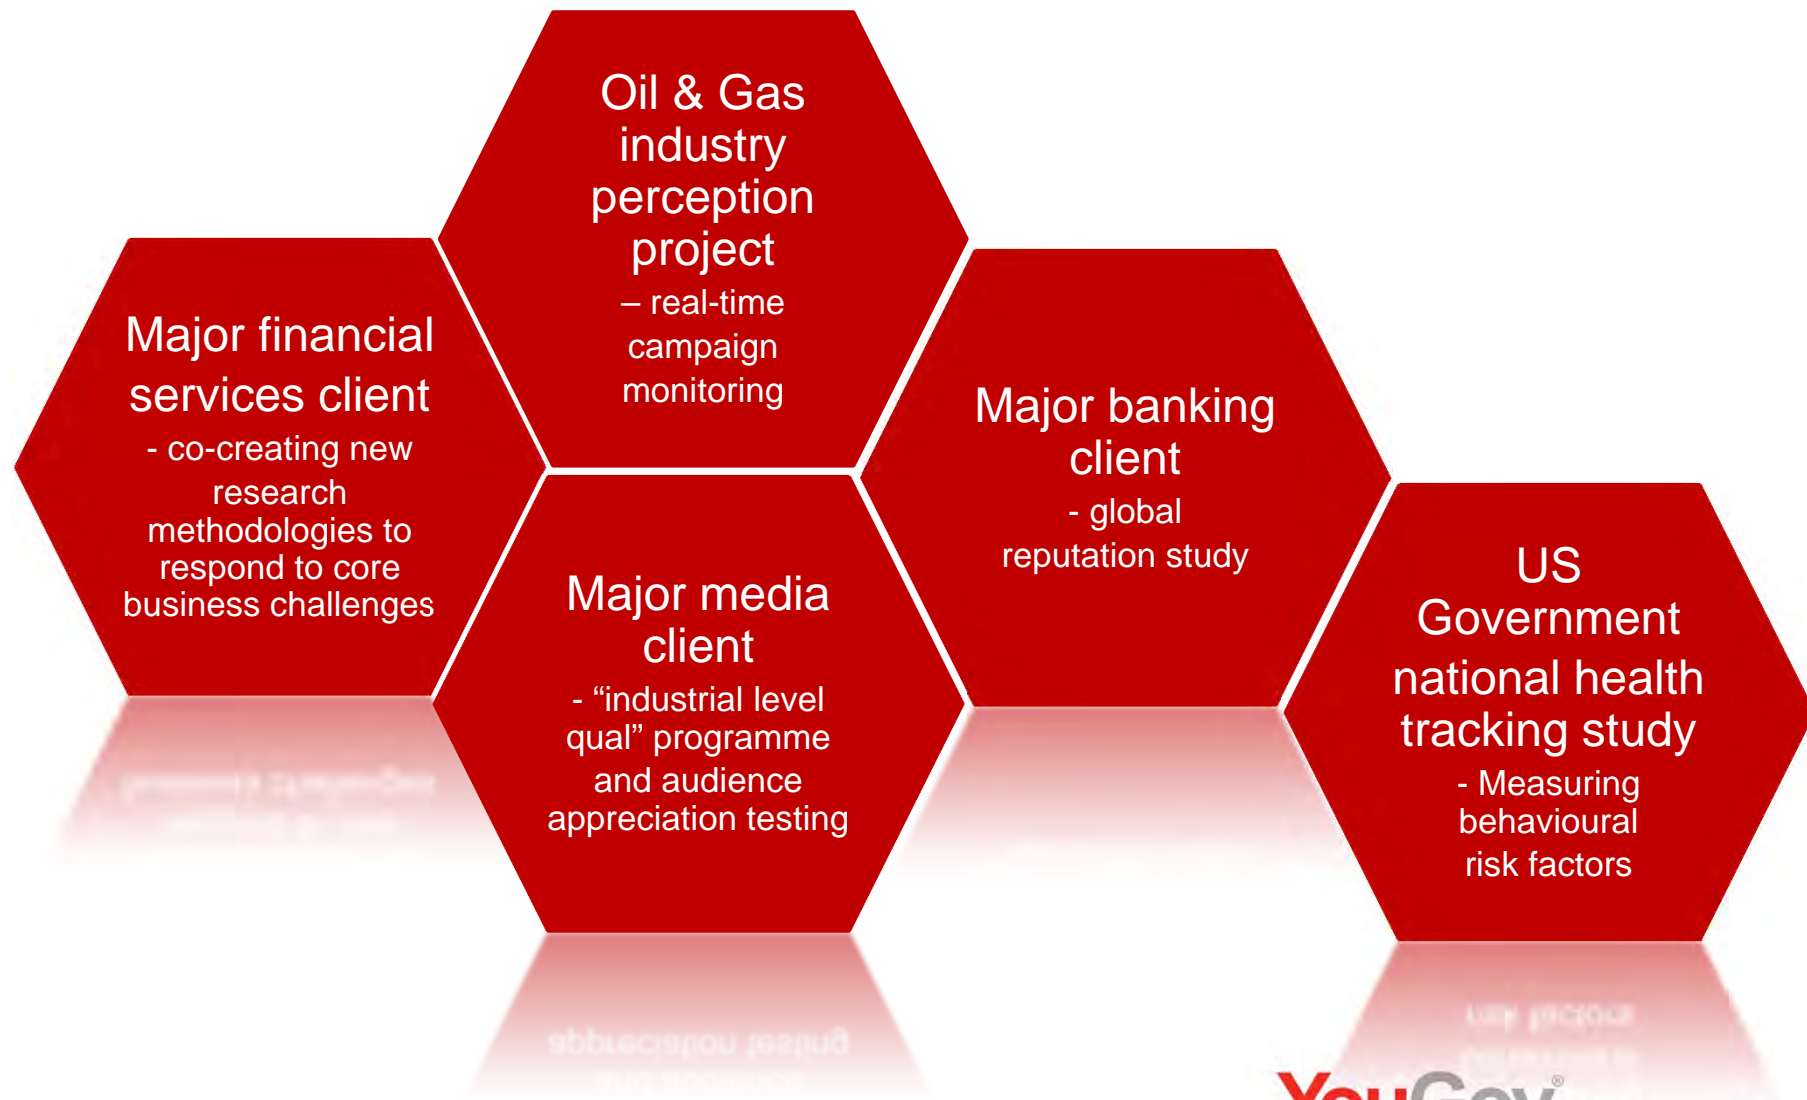 Oil & Gas
industry
perception
project
– real-time
campaign
monitoring
Major financial
services client
- co-creating new
research
methodologies to
respond to core
business challenges
Major media
client
- “industrial level
qual” programme
and audience
appreciation testing
Major banking
client
- global
reputation study
US
Government
national health
tracking study
- Measuring
behavioural
risk factors
YouGov®